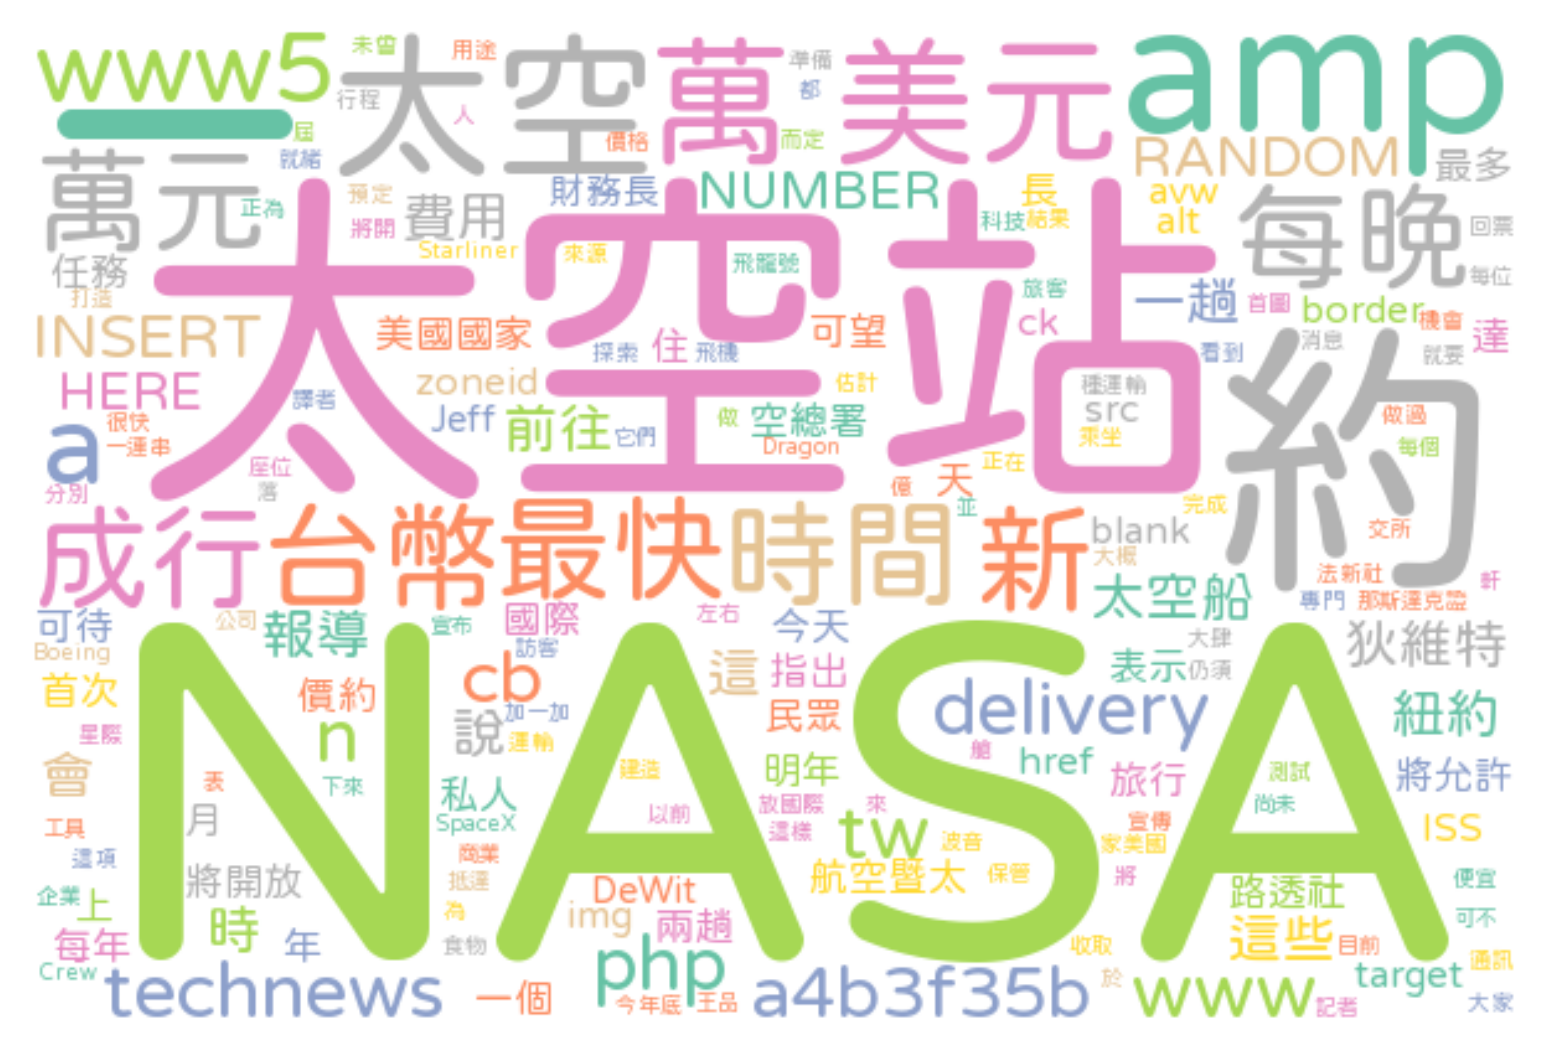 www5
未曾
用途
太空
萬美元
準備
都
amp
行程
人
價格
而定
一
屆
就緒
RANDOM
最多
萬元
正為
預定
將開
費用
財務長
NUMBER
長
科技
結果
avw
alt
每晚
回票
Starliner
來源
飛龍號
任務
打造
太空站
旅客
一趟
首圖
border
每位
機會
達
INSERT
美國國家
探索
住
飛機
可望
ck
看到
消息
就要
約
HERE
譯者
zoneid
估計
種運輸
src
很快
一連串
a
Jeff
前往
它們
做
空總署
Dragon
乘坐
做過
每個
分別
座位
落
億
天
正在
並
完成
成行
台幣
最快
時間
新
blank
大概
交所
法新社
軒
太空船
專門
那斯達克證
可待
公司
報導
宣布
國際
訪客
左右
今天
大肆
狄維特
Boeing
NASA
首次
價約
cb
這
指出
表示
仍須
星際
n
說
加一加
運輸
民眾
delivery
紐約
會
表
下來
建造
明年
艙
href
旅行
測試
將允許
月
私人
SpaceX
以前
放國際
這樣
來
尚未
工具
tw
波音
宣傳
家美國
ISS
這項
商業
將開放
抵達
航空暨太
保管
將
便宜
企業
上
DeWit
路透社
時
為
img
兩趟
可不
每年
年
食物
收取
這些
目前
Crew
php
於
target
通訊
technews
一個
今年底
王品
a4b3f35b
www
記者
大家